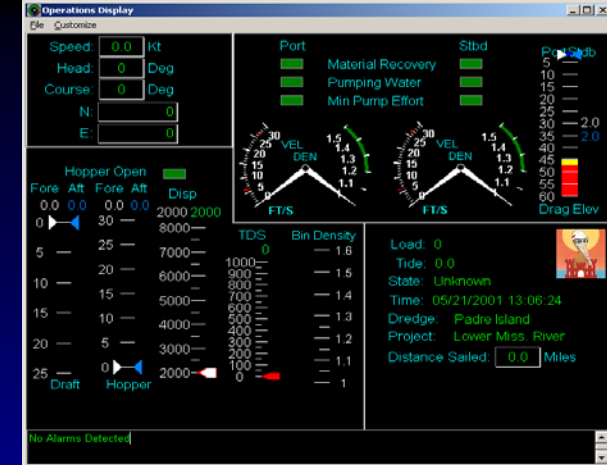 Operations Display
File Customize
Speed: 0.0 Kt
Head: 0 Deg
Course: 0 Deg
N: 0
E: 0
Port Stbd
Material Recovery
Pumping Water
Min Pump Effort
30 25 20 15 10 5 0
VEL
DEN
1.5 1.4 1.3 1.2 1.1
FT/S
30 25 20 15 10 5 0
VEL
DEN
1.5 1.4 1.3 1.2 1.1
FT/S
Port Stdb
5
10
15
20
25
30 2.0
35 2.0
40
45
50
55
60
Drag Elev
Hopper Open
Fore Aft Fore Aft Disp
0.0 0.0 0.0 0.0 2000 2000
0
5
10
15
20
25
Draft
30
25
20
15
10
5
0
Hopper
8000
7000
6000
5000
4000
3000
2000
TDS
0
1000
900
800
700
600
500
400
300
200
100
0
Bin Density
1.6
1.5
1.4
1.3
1.2
1.1
1
Load: 0
Tide: 0.0
State: Unknown
Time: 05/21/2001 13:06:24
Dredge: Padre Island
Project: Lower Miss. River
Distance Sailed: 0.0 Miles
No Alarms Detected